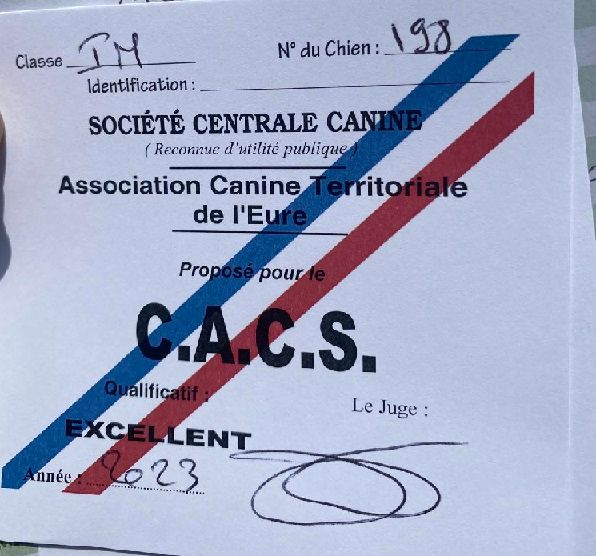 Classe IM N° du Chien : 198
Identification :
SOCIÉTÉ CENTRALE CANINE
( Reconnue d'utilité publique )
Association Canine Territoriale
de l'Eure
Proposé pour le
C.A.C.S.
Qualificatif :
Le Juge :
EXCELLENT
Année : 2023